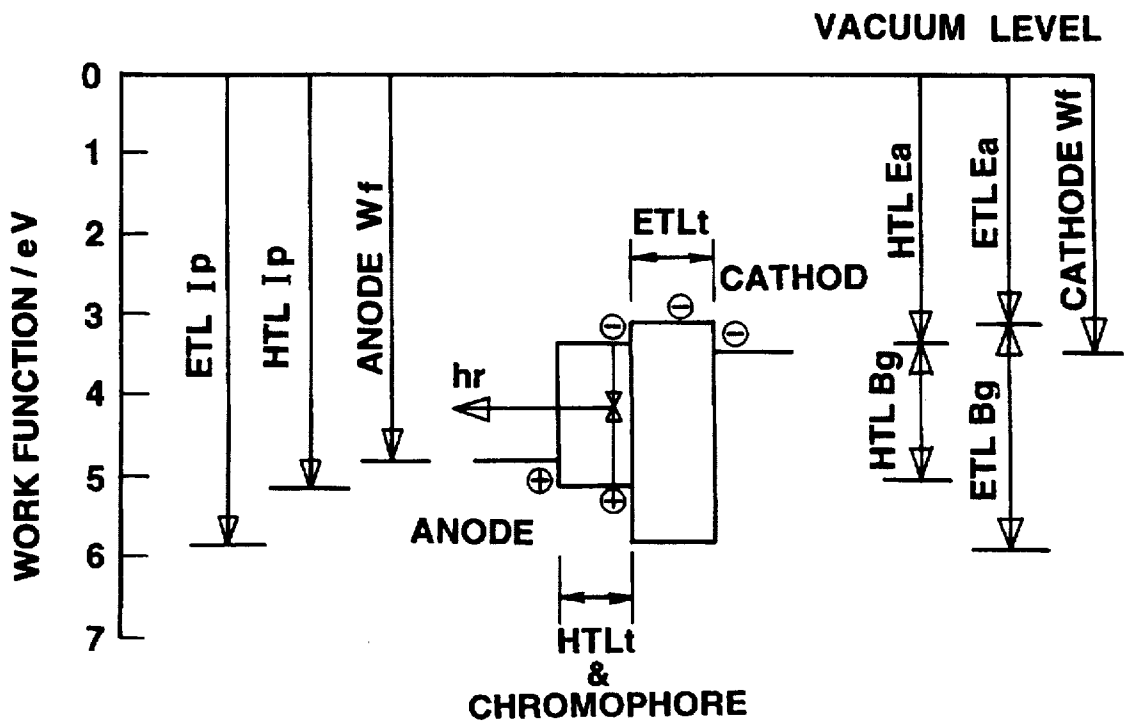 VACUUM LEVEL
0
1
2
3
4
5
6
7
WORK FUNCTION / eV
ETL Ip
HTL Ip
ANODE Wf
ETLt
CATHOD
−
−
−
hr
+
+
ANODE
HTLt
&
CHROMOPHORE
HTL Ea
HTL Bg
ETL Ea
ETL Bg
CATHODE Wf